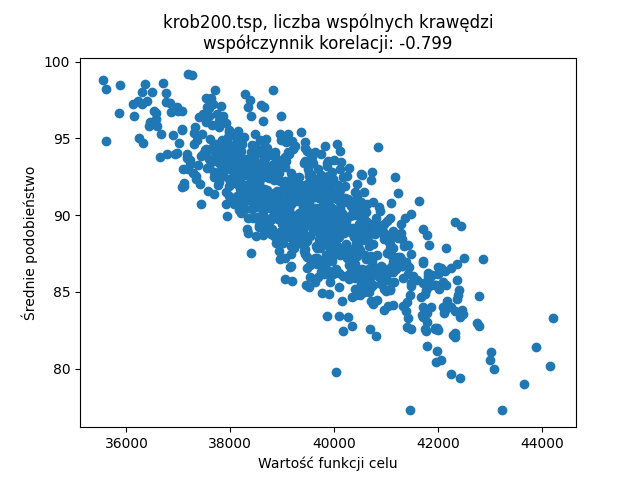 krob200.tsp, liczba wspólnych krawędzi
współczynnik korelacji: -0.799
100
95
90
85
80
Średnie podobieństwo
36000 38000 40000 42000 44000
Wartość funkcji celu